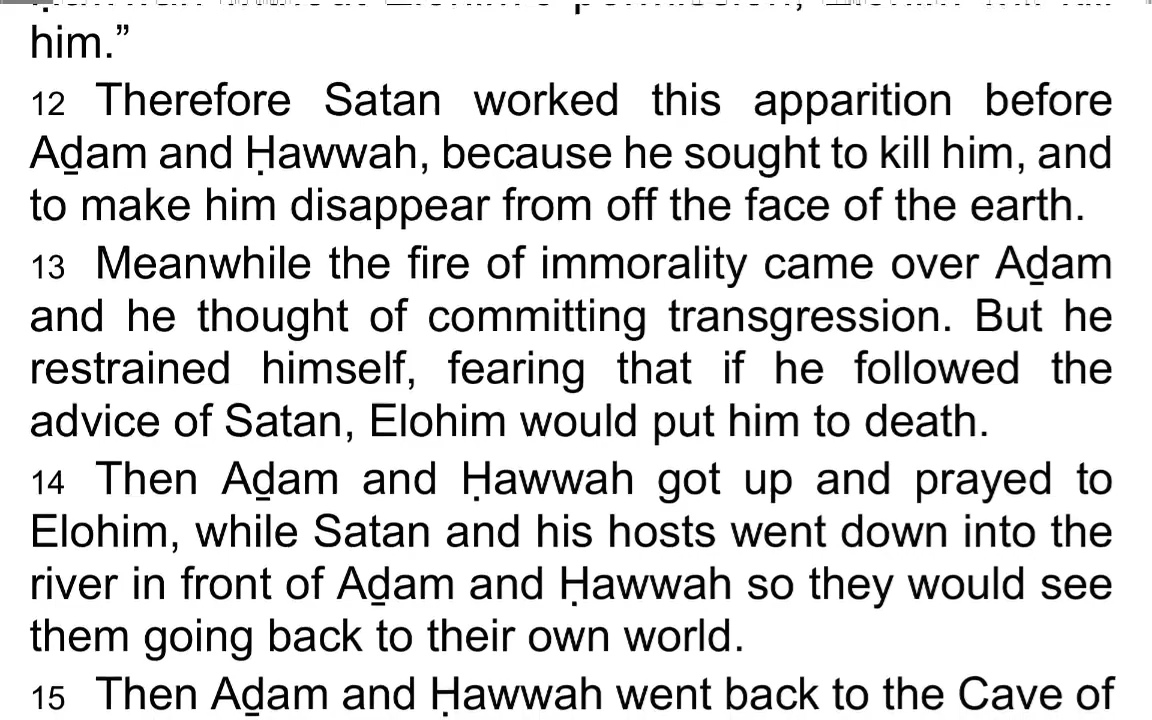 him.”
12 Therefore Satan worked this apparition before
Aḏam and Ḥawwah, because he sought to kill him, and
to make him disappear from off the face of the earth.
13 Meanwhile the fire of immorality came over Aḏam
and he thought of committing transgression. But he
restrained himself, fearing that if he followed the
advice of Satan, Elohim would put him to death.
14 Then Aḏam and Ḥawwah got up and prayed to
Elohim, while Satan and his hosts went down into the
river in front of Aḏam and Ḥawwah so they would see
them going back to their own world.
15 Then Aḏam and Ḥawwah went back to the Cave of